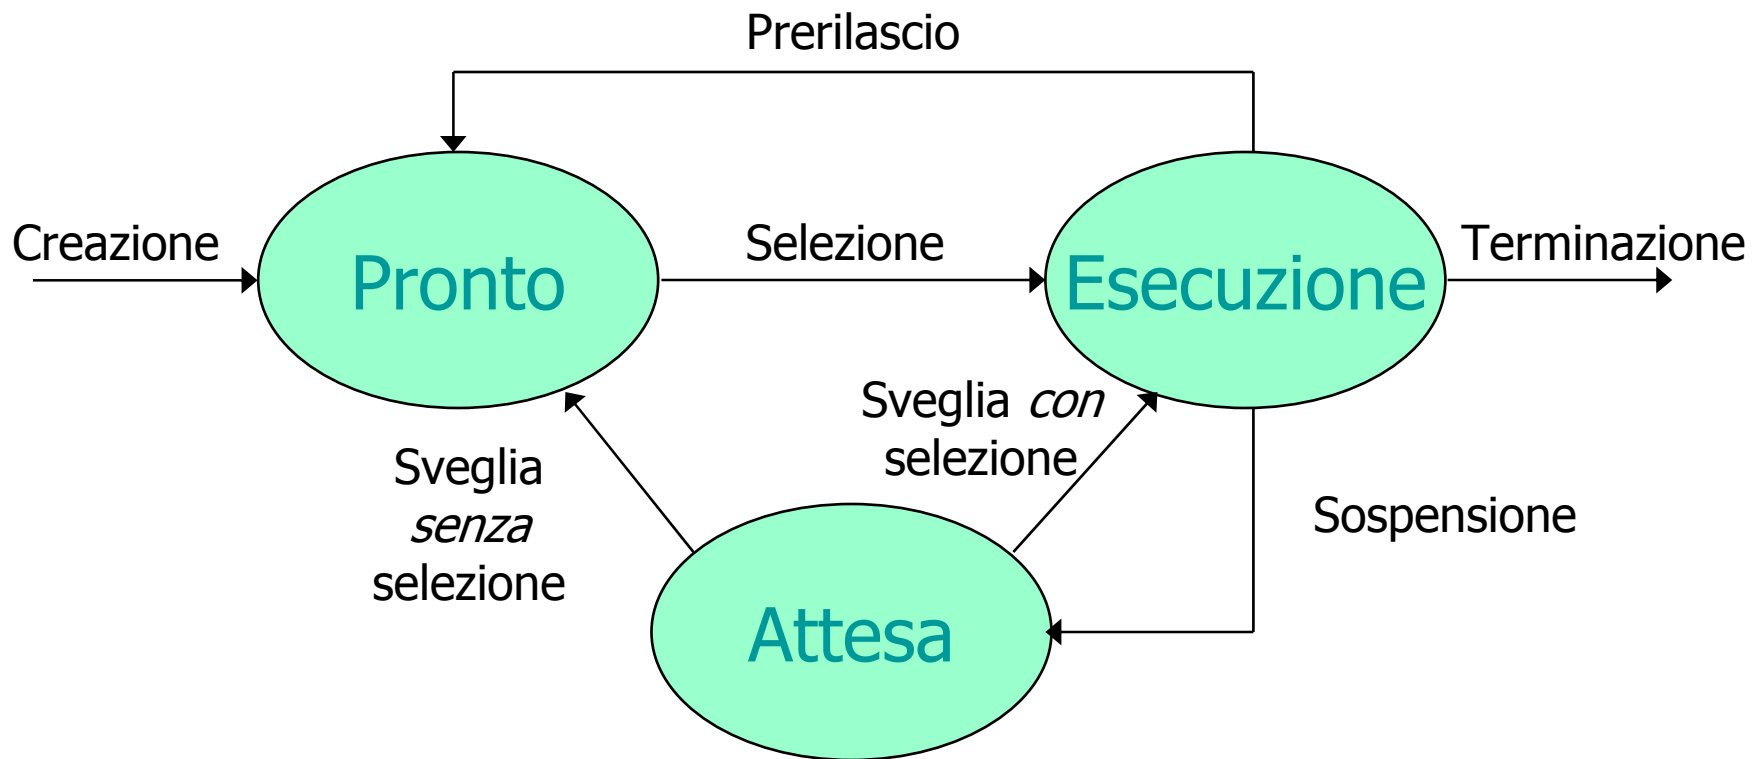 Prerilascio
Creazione
Selezione
Terminazione
Pronto
Esecuzione
Sveglia con
selezione
Sveglia
senza
selezione
Sospensione
Attesa